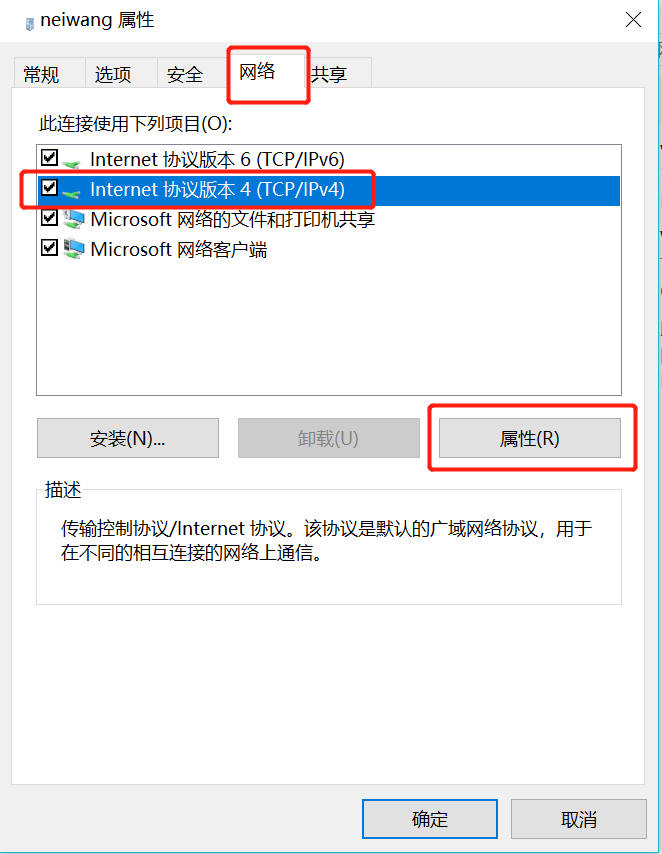 neiwang 属性
常规 选项 安全 网络 共享
此连接使用下列项目(O):
Internet 协议版本 6 (TCP/IPv6)
Internet 协议版本 4 (TCP/IPv4)
Microsoft 网络的文件和打印机共享
Microsoft 网络客户端
安装(N)... 卸载(U) 属性(R)
描述
传输控制协议/Internet 协议。该协议是默认的广域网络协议，用于
在不同的相互连接的网络上通信。
确定 取消